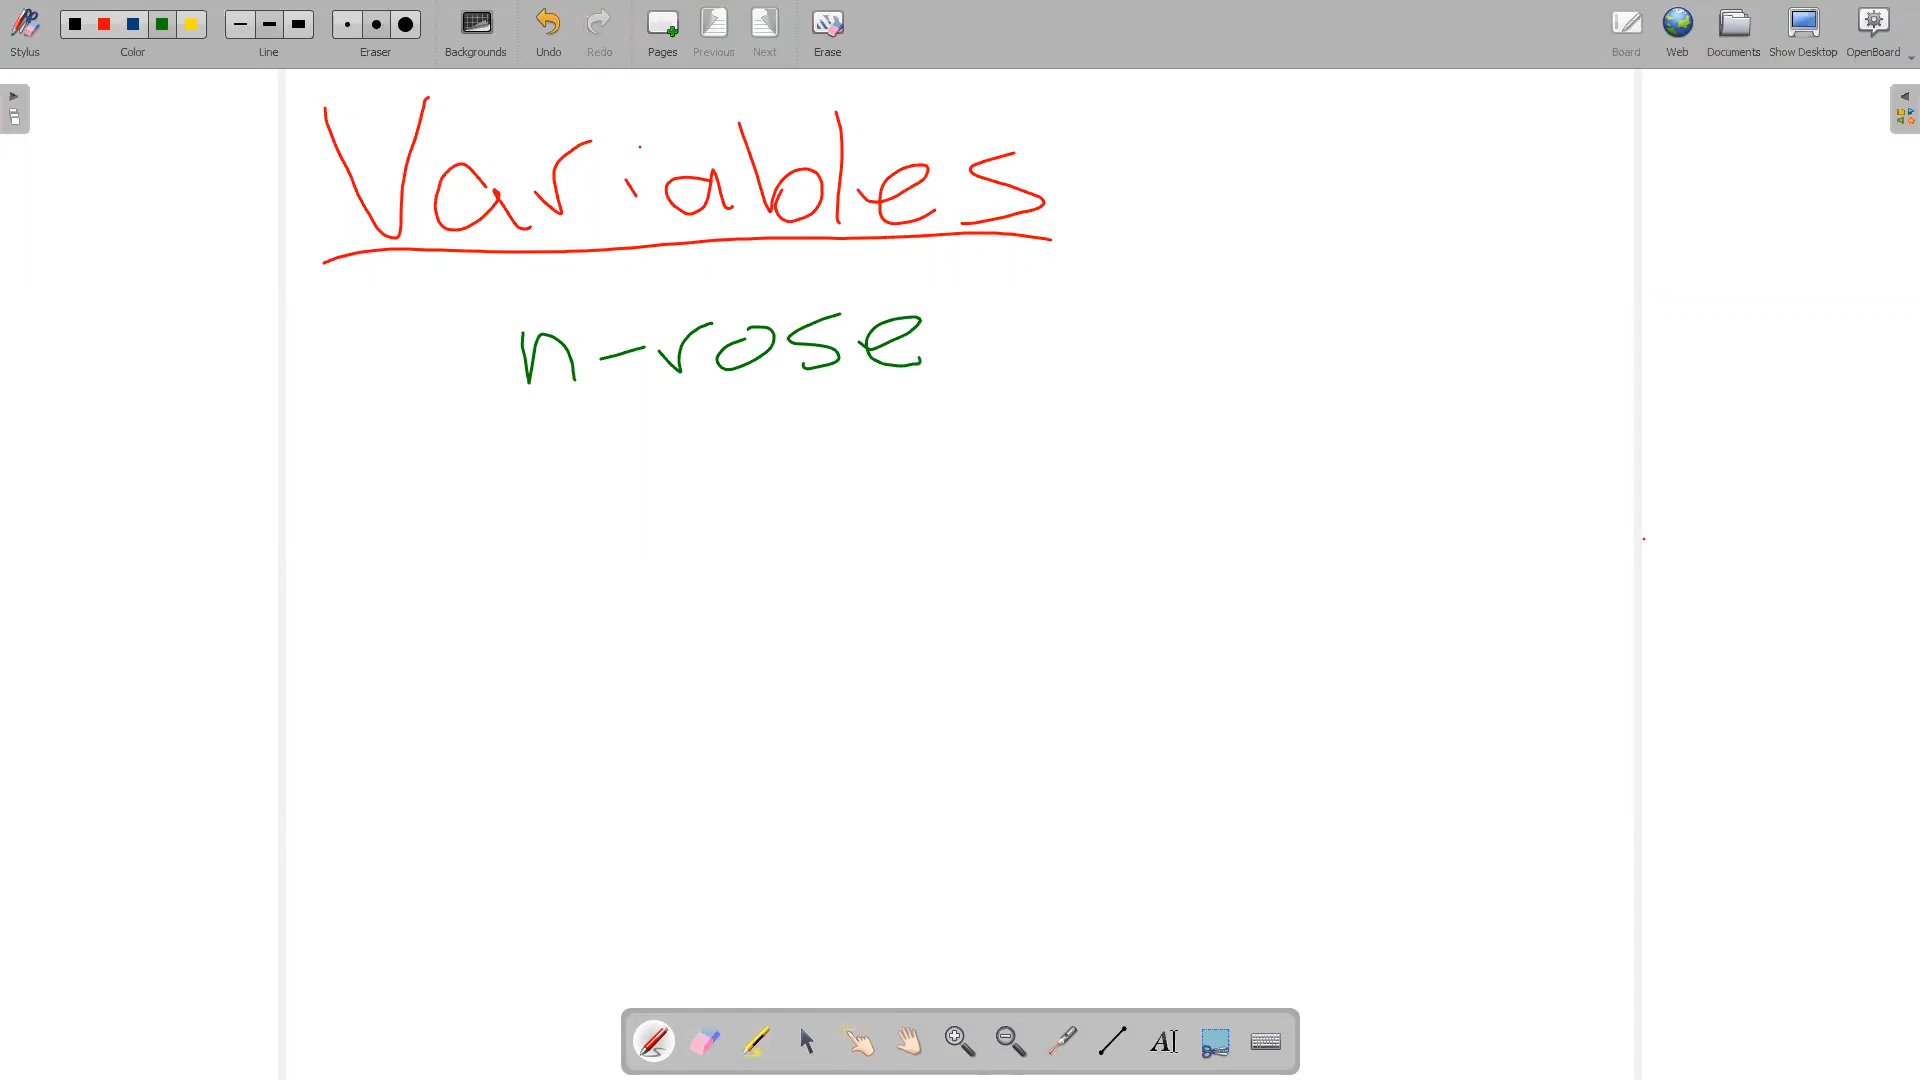 Stylus Color Line Eraser Backgrounds Undo Redo Pages Previous Next Erase Board Web Documents Show Desktop OpenBoard
Variables
n-rose